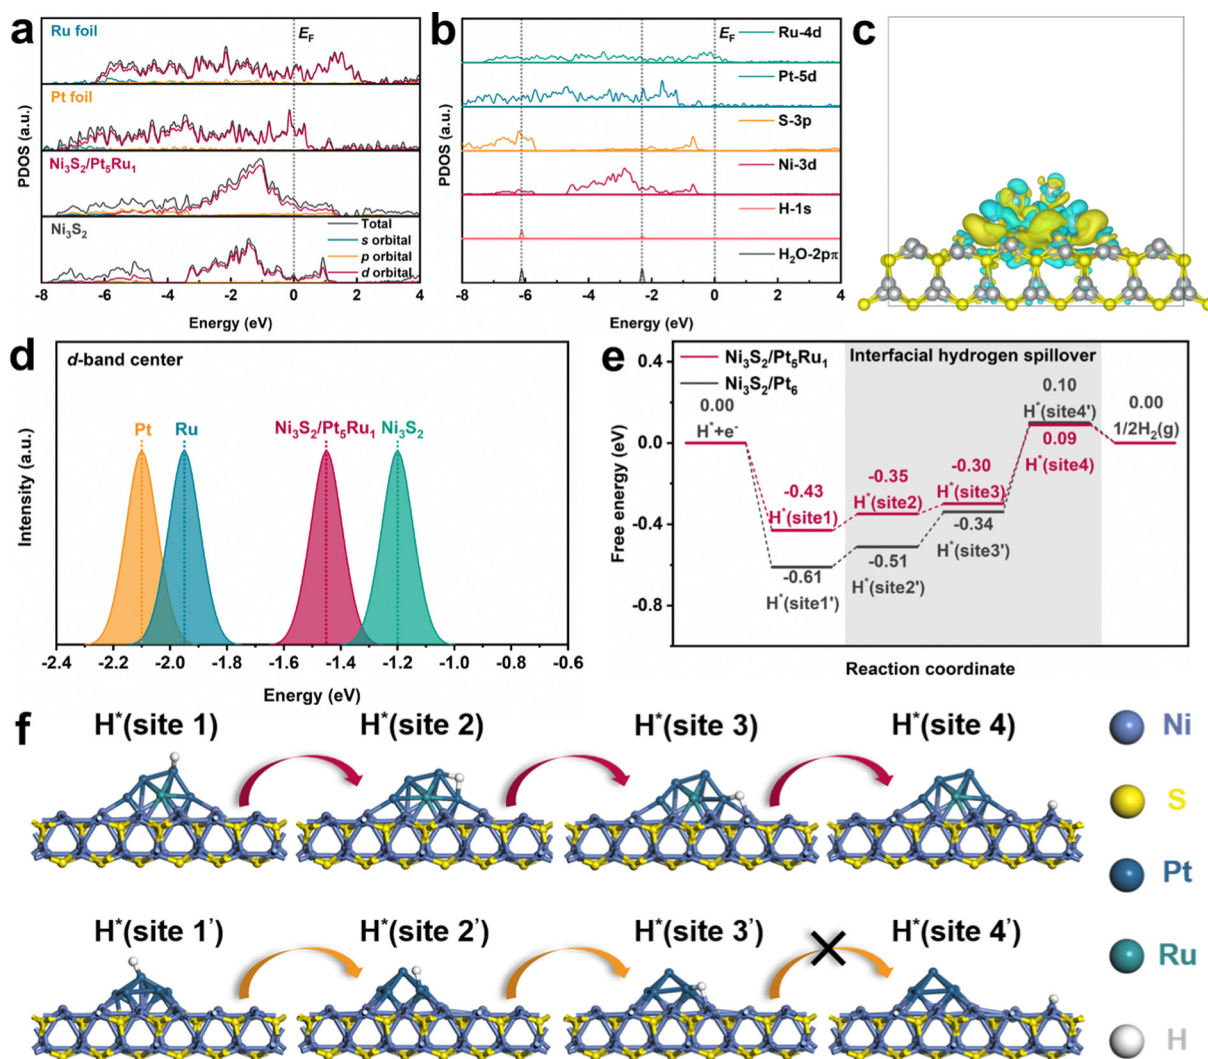 a
Ru foil
E_F
Pt foil
Ni₃S₂/Pt₅Ru₁
Ni₃S₂
Total
s orbital
p orbital
d orbital
PDOS (a.u.)
-8 -6 -4 -2 0 2 4
Energy (eV)
b
E_F
Ru-4d
Pt-5d
S-3p
Ni-3d
H-1s
H₂O-2pπ
PDOS (a.u.)
-8 -6 -4 -2 0 2 4
Energy (eV)
c
d
d-band center
Pt Ru Ni₃S₂/Pt₅Ru₁ Ni₃S₂
Intensity (a.u.)
-2.4 -2.2 -2.0 -1.8 -1.6 -1.4 -1.2 -1.0 -0.8 -0.6
Energy (eV)
e
Ni₃S₂/Pt₅Ru₁
Ni₃S₂/Pt₆
Interfacial hydrogen spillover
0.4
0.0
-0.4
-0.8
Free energy (eV)
0.00
H*+e⁻
-0.43
H*(site1)
-0.61
H*(site1')
-0.35
H*(site2)
-0.51
H*(site2')
-0.30
H*(site3)
-0.34
H*(site3')
0.10
H*(site4')
0.09
H*(site4)
0.00
1/2H₂(g)
Reaction coordinate
f
H*(site 1) H*(site 2) H*(site 3) H*(site 4)
H*(site 1') H*(site 2') H*(site 3') H*(site 4')
Ni
S
Pt
Ru
H